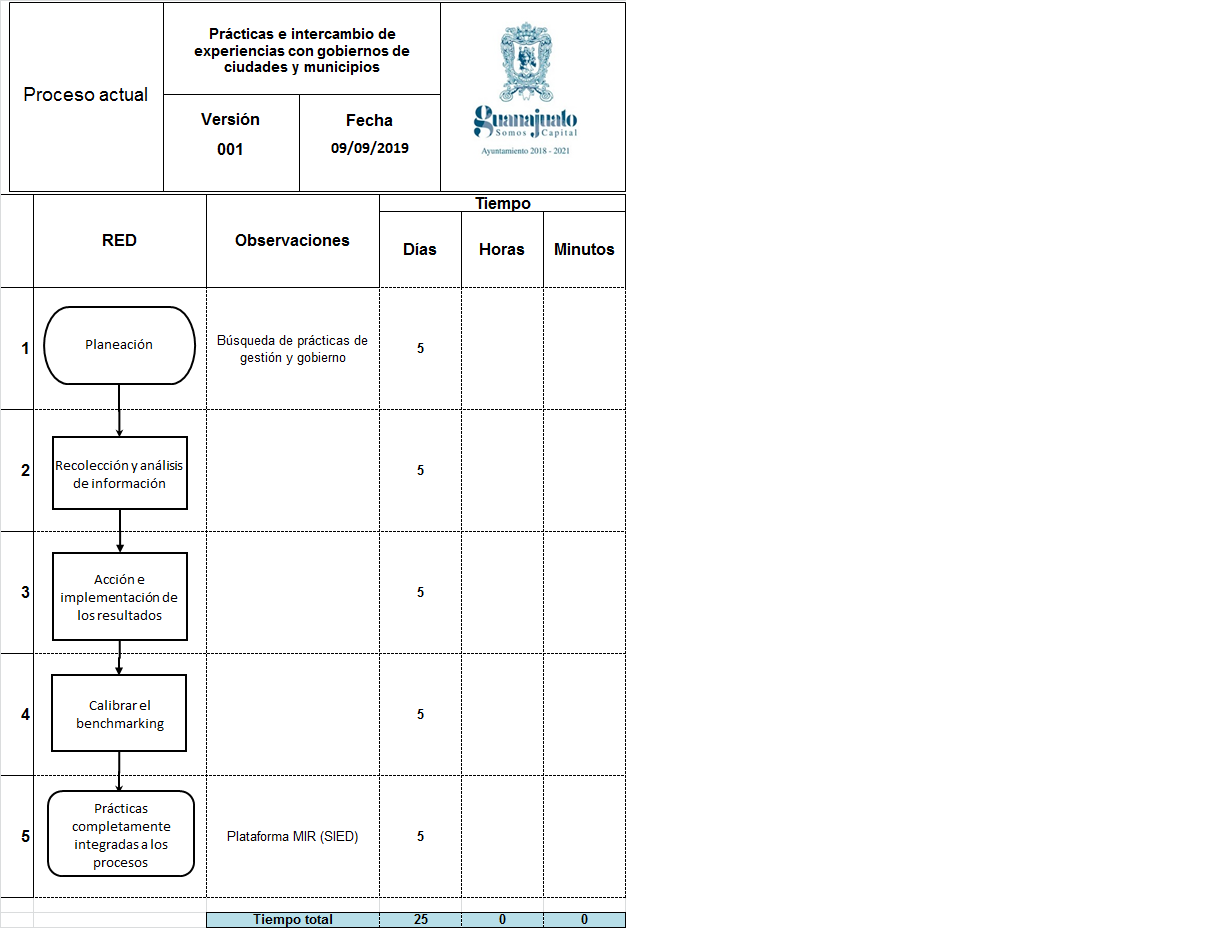 Proceso actual
Prácticas e intercambio de
experiencias con gobiernos de
ciudades y municipios
Versión
001
Fecha
09/09/2019
guanajuato
Somos Capital
Ayuntamiento 2018 - 2021
RED
Observaciones
Tiempo
Días
Horas
Minutos
1
Planeación
Búsqueda de prácticas de
gestión y gobierno
5
2
Recolección y análisis
de información
5
3
Acción e
implementación de
los resultados
5
4
Calibrar el
benchmarking
5
5
Prácticas
completamente
integradas a los
procesos
Plataforma MIR (SIED)
5
Tiempo total
25
0
0